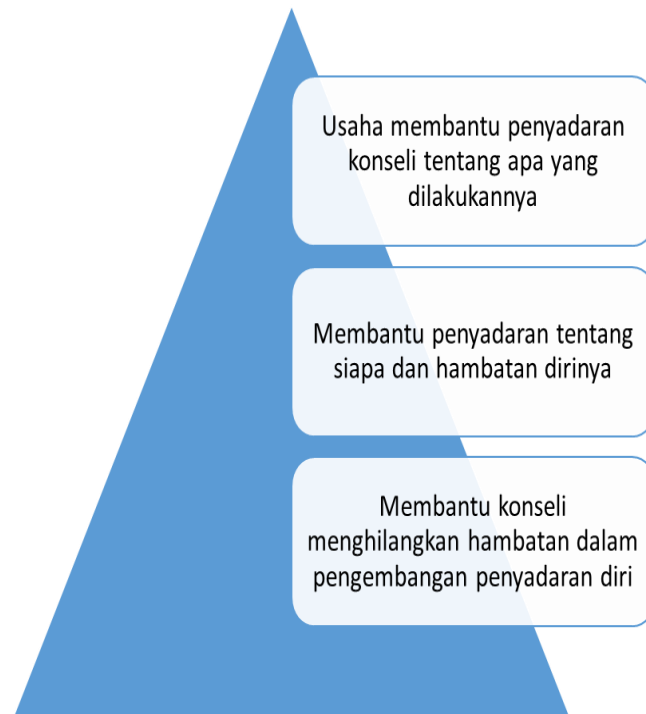 Usaha membantu penyadaran
konseli tentang apa yang
dilakukannya
Membantu penyadaran tentang
siapa dan hambatan dirinya
Membantu konseli
menghilangkan hambatan dalam
pengembangan penyadaran diri